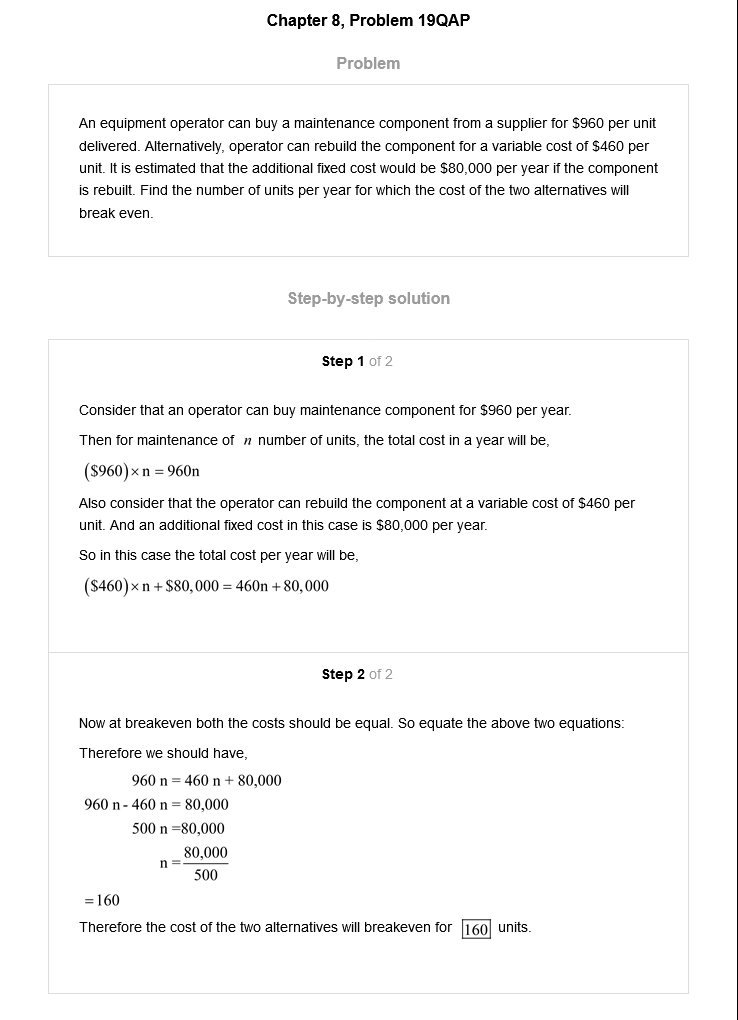 Chapter 8, Problem 19QAP
Problem
An equipment operator can buy a maintenance component from a supplier for $960 per unit
delivered. Alternatively, operator can rebuild the component for a variable cost of $460 per
unit. It is estimated that the additional fixed cost would be $80,000 per year if the component
is rebuilt. Find the number of units per year for which the cost of the two alternatives will
break even.
Step-by-step solution
Step 1 of 2
Consider that an operator can buy maintenance component for $960 per year.
Then for maintenance of n number of units, the total cost in a year will be,
($960)×n = 960n
Also consider that the operator can rebuild the component at a variable cost of $460 per
unit. And an additional fixed cost in this case is $80,000 per year.
So in this case the total cost per year will be,
($460)×n + $80,000 = 460n + 80,000
Step 2 of 2
Now at breakeven both the costs should be equal. So equate the above two equations:
Therefore we should have,
960 n = 460 n + 80,000
960 n - 460 n = 80,000
500 n =80,000
n = 80,000/500
=160
Therefore the cost of the two alternatives will breakeven for 160 units.